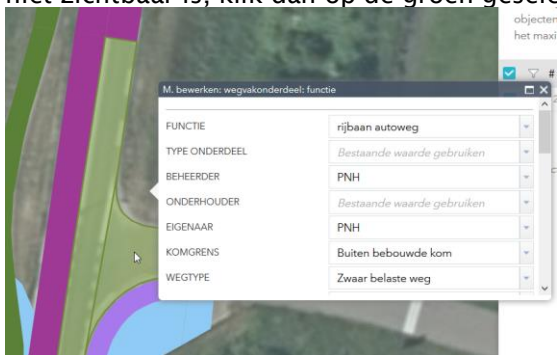 objecten
het maxi
#
M. bewerken: wegvakonderdeel: functie
FUNCTIE rijbaan autoweg
TYPE ONDERDEEL Bestaande waarde gebruiken
BEHEERDER PNH
ONDERHOUDER Bestaande waarde gebruiken
EIGENAAR PNH
KOMGRENS Buiten bebouwde kom
WEGTYPE Zwaar belaste weg